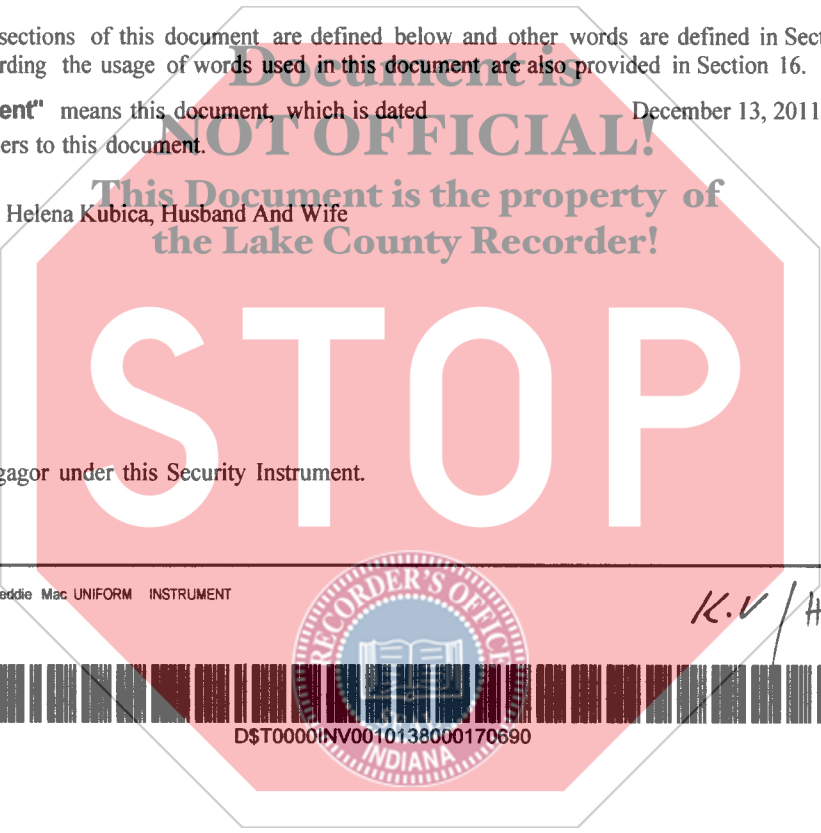 sections of this document are defined below and other words are defined in Sect
rding the usage of words used in this document are also provided in Section 16.
Document is
ent" means this document, which is dated December 13, 2011
NOT OFFICIAL!
ers to this document.
This Document is the property of
Helena Kubica, Husband And Wife
the Lake County Recorder!
STOP
gagor under this Security Instrument.
eddie Mac UNIFORM INSTRUMENT
K.V / H
RECORDER'S OFFICE
D$T0000INV0010138000170690
INDIANA